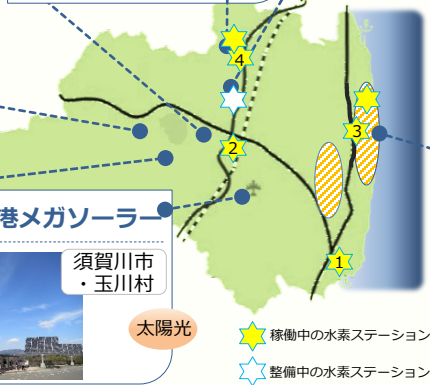 4
3
2
港メガソーラー
須賀川市
・玉川村
1
太陽光
稼働中の水素ステーション
整備中の水素ステーション